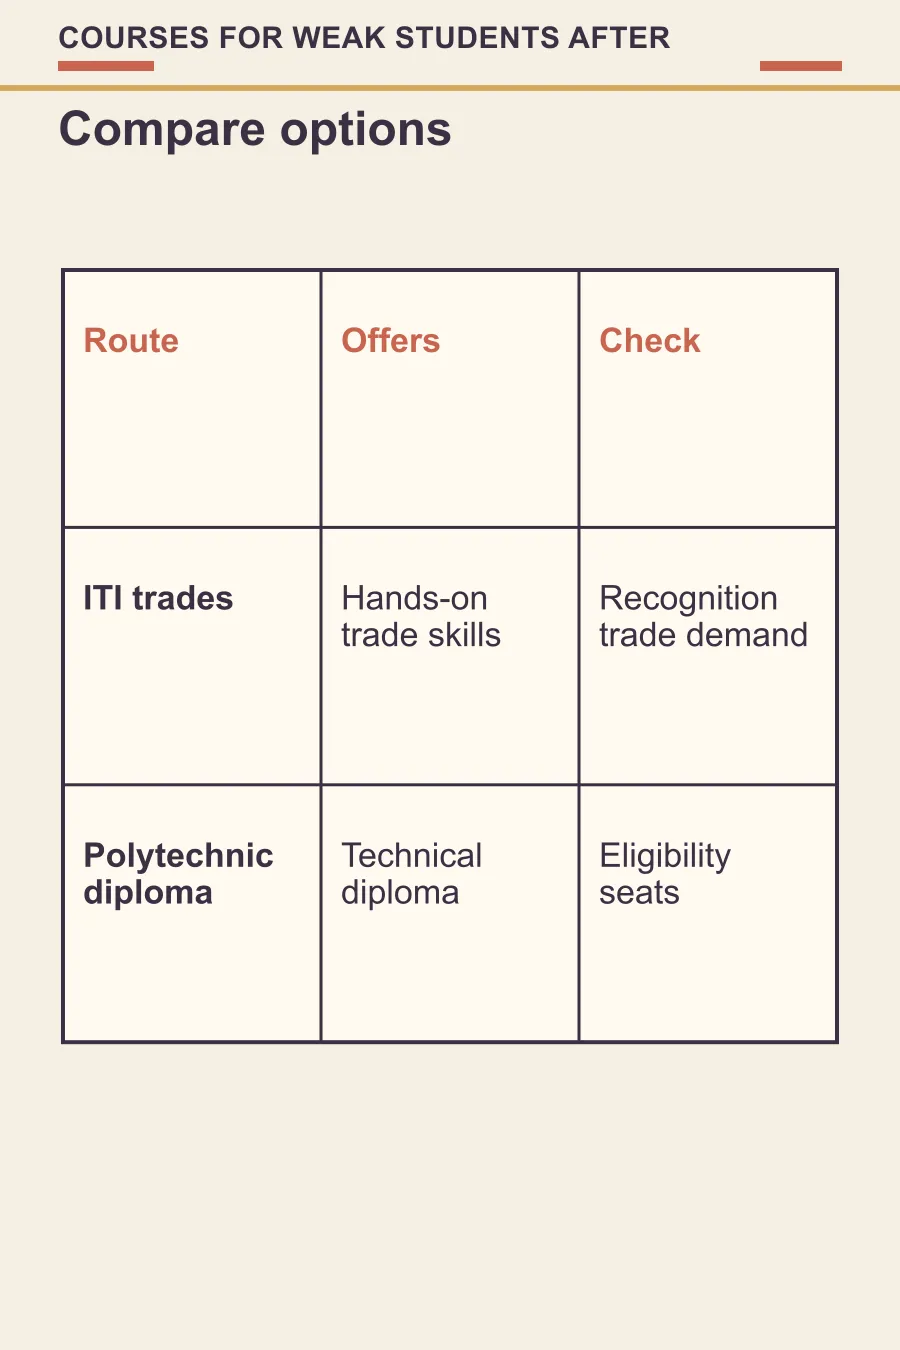 COURSES FOR WEAK STUDENTS AFTER
Compare options
Route
Offers
Check
ITI trades
Hands-on
trade skills
Recognition
trade demand
Polytechnic
diploma
Technical
diploma
Eligibility
seats